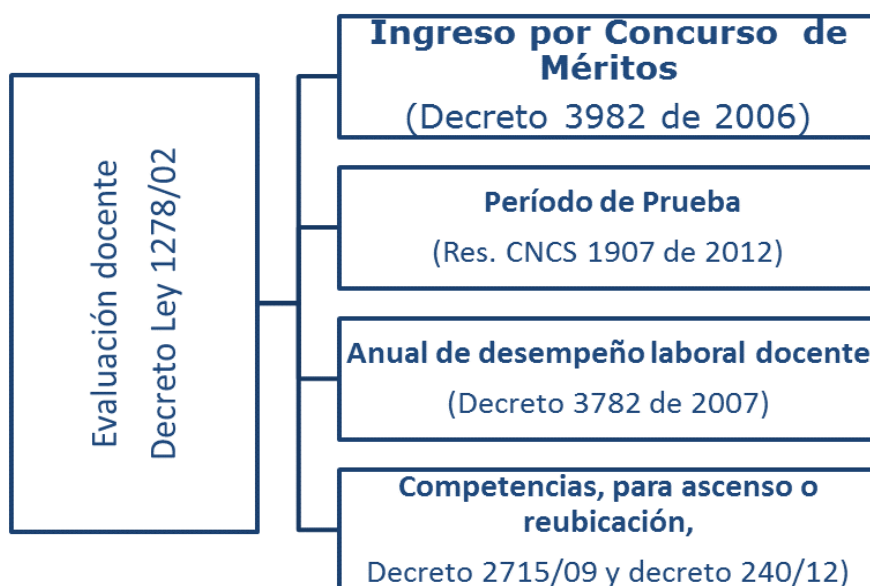 Evaluación docente
Decreto Ley 1278/02
Ingreso por Concurso de
Méritos
(Decreto 3982 de 2006)
Período de Prueba
(Res. CNCS 1907 de 2012)
Anual de desempeño laboral docente
(Decreto 3782 de 2007)
Competencias, para ascenso o
reubicación,
Decreto 2715/09 y decreto 240/12)